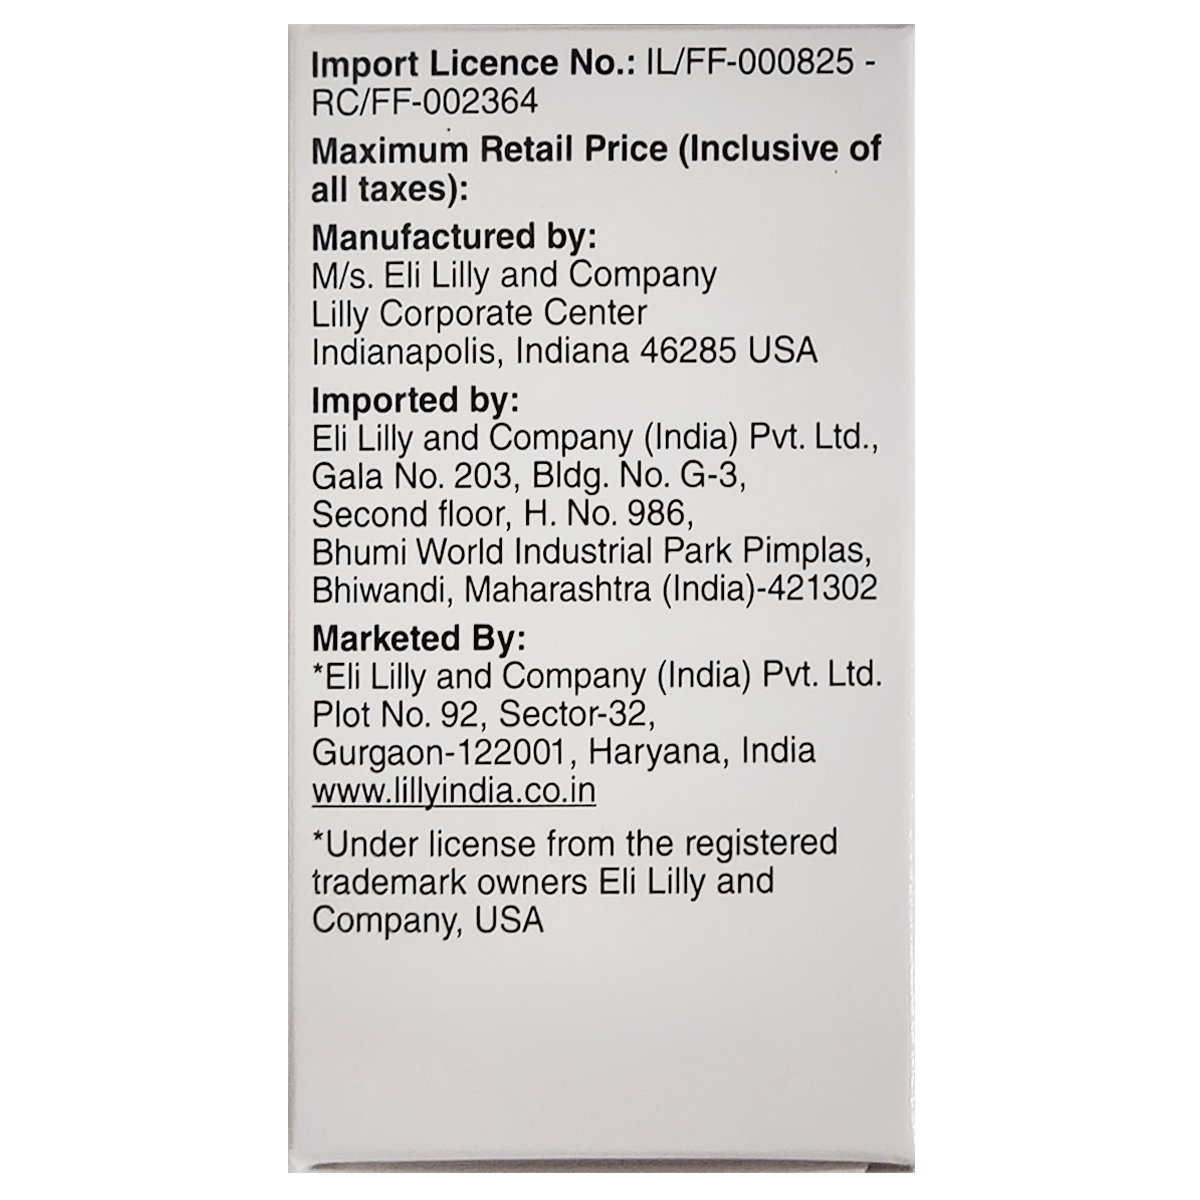 Import Licence No.: IL/FF-000825 -
RC/FF-002364
Maximum Retail Price (Inclusive of
all taxes):
Manufactured by:
M/s. Eli Lilly and Company
Lilly Corporate Center
Indianapolis, Indiana 46285 USA
Imported by:
Eli Lilly and Company (India) Pvt. Ltd.,
Gala No. 203, Bldg. No. G-3,
Second floor, H. No. 986,
Bhumi World Industrial Park Pimplas,
Bhiwandi, Maharashtra (India)-421302
Marketed By:
*Eli Lilly and Company (India) Pvt. Ltd.
Plot No. 92, Sector-32,
Gurgaon-122001, Haryana, India
www.lillyindia.co.in
*Under license from the registered
trademark owners Eli Lilly and
Company, USA